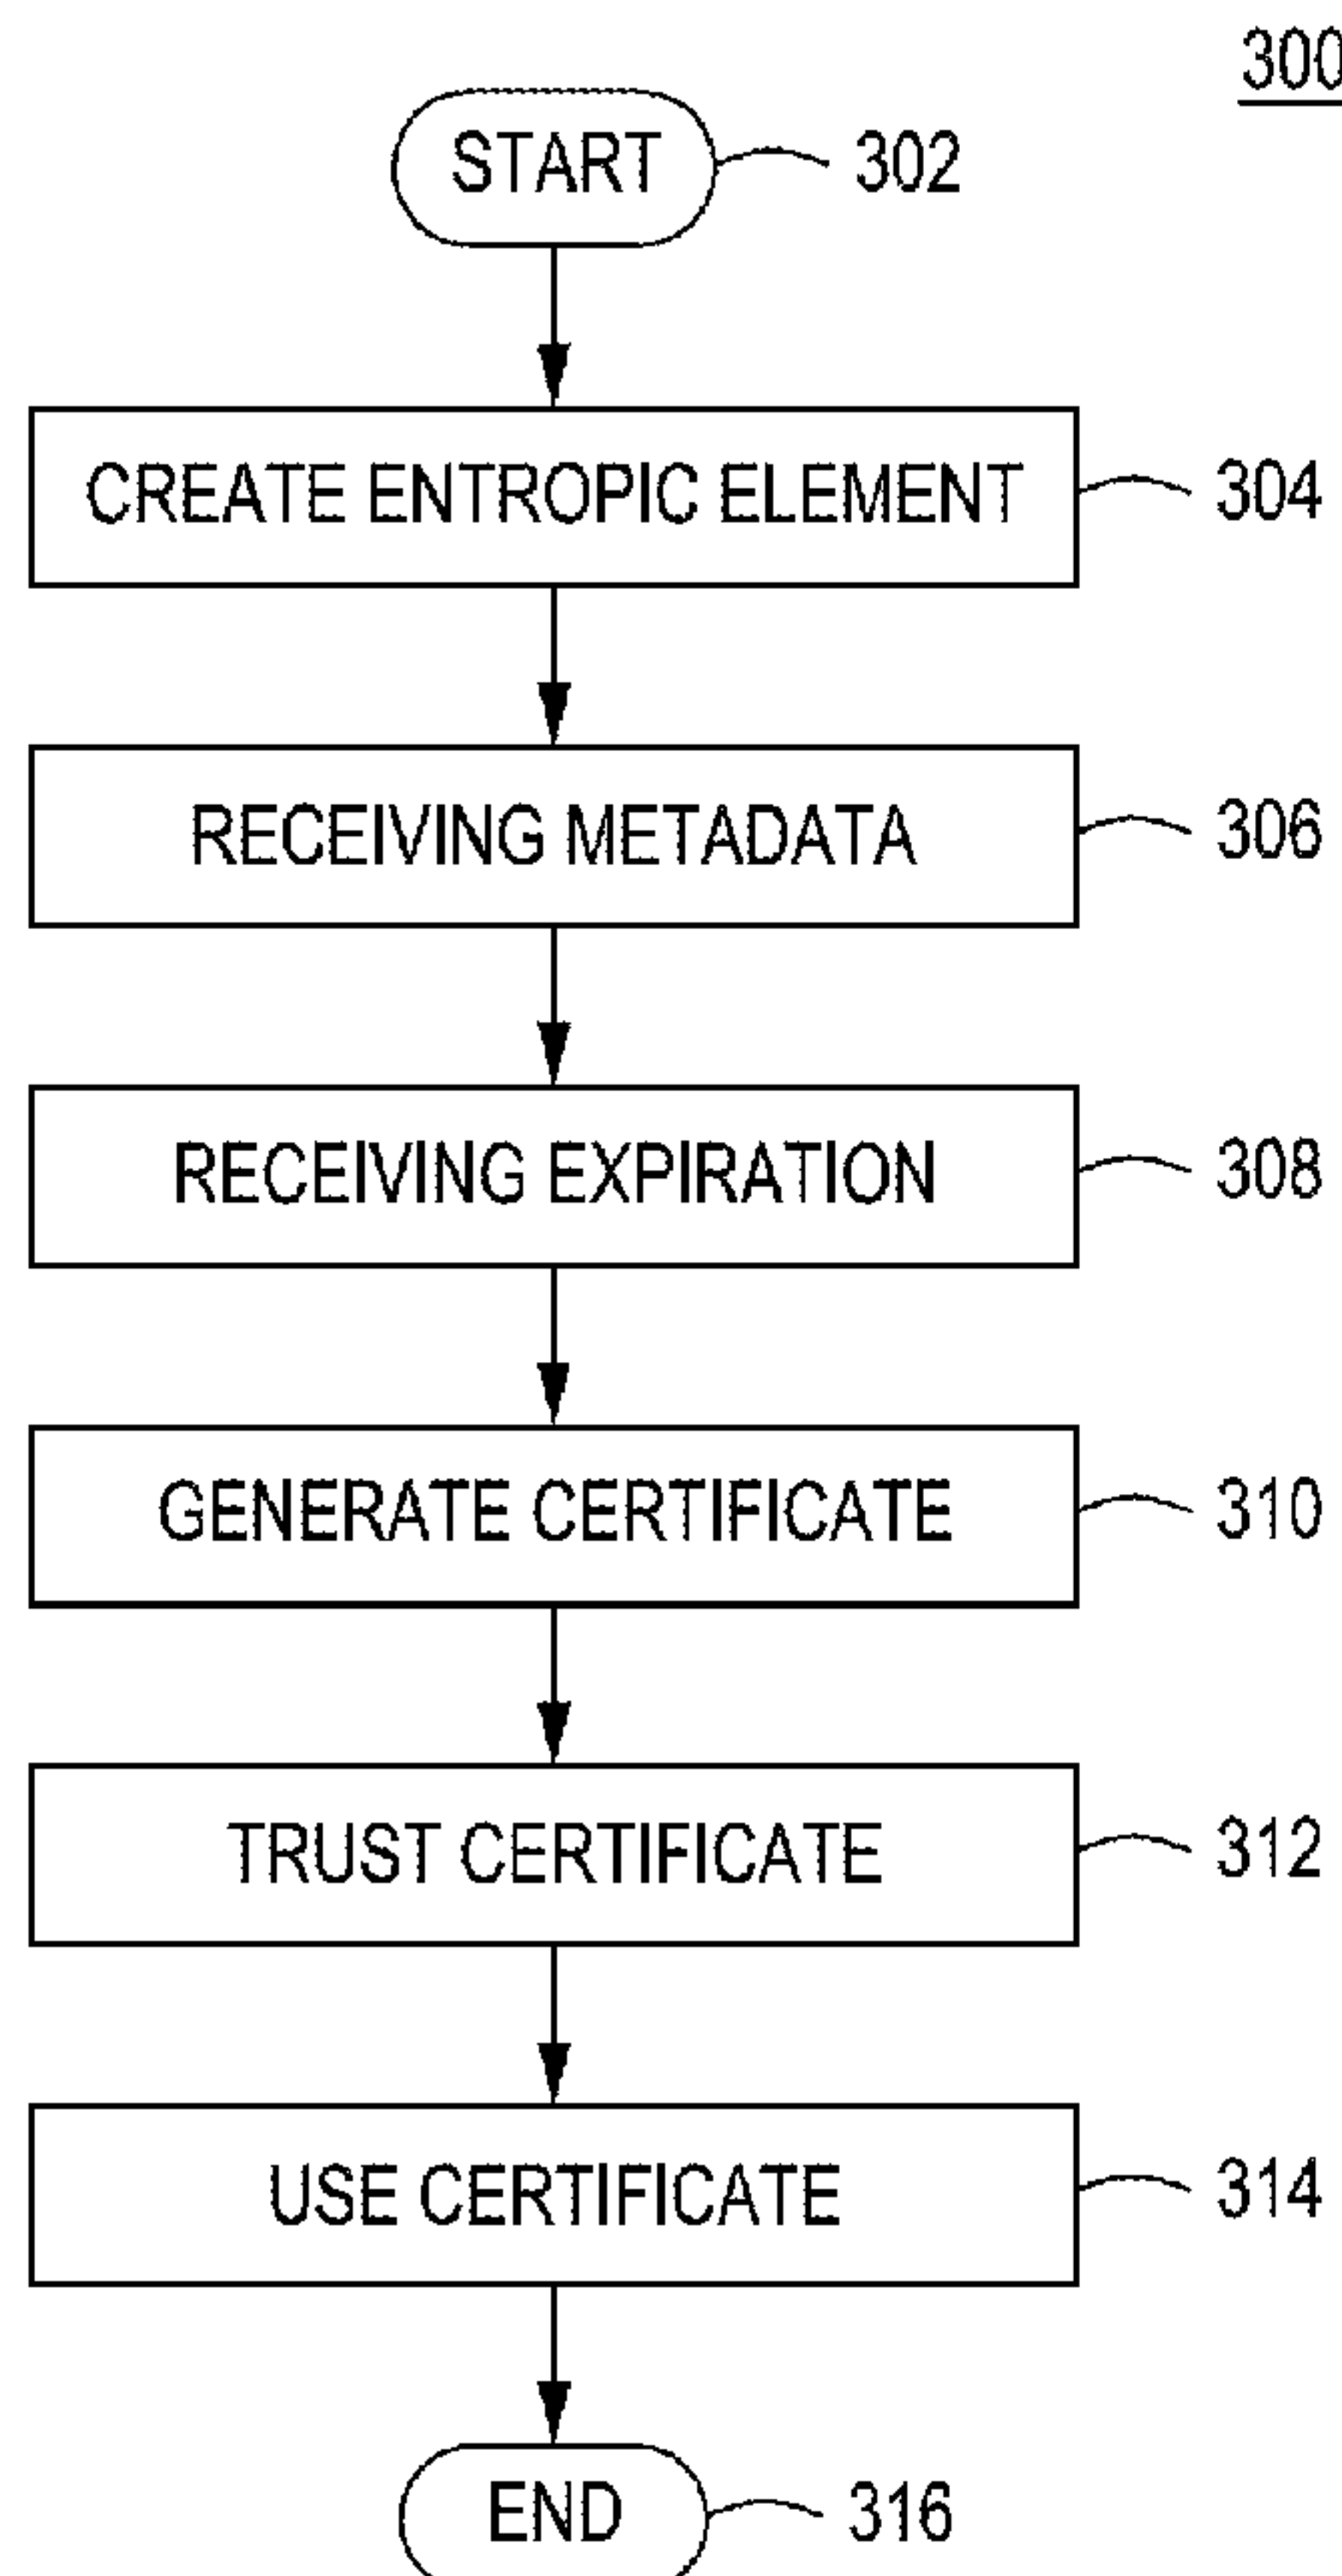 300
START 302
CREATE ENTROPIC ELEMENT 304
RECEIVING METADATA 306
RECEIVING EXPIRATION 308
GENERATE CERTIFICATE 310
TRUST CERTIFICATE 312
USE CERTIFICATE 314
END 316